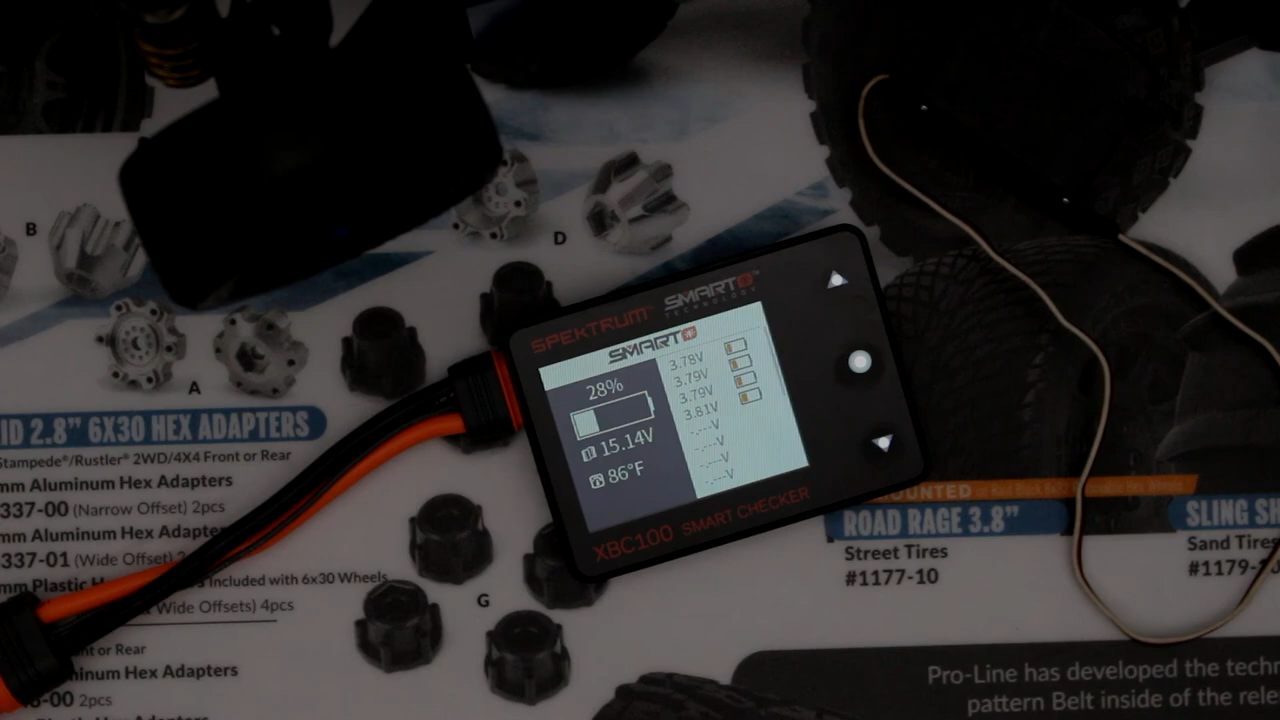 B
D
A
SPEKTRUM SMART
TECHNOLOGY
SMART
28%
15.14V
86°F
3.78V
3.79V
3.79V
3.81V
-.---V
-.---V
-.---V
-.---V
XBC100 SMART CHECKER
ID 2.8” 6X30 HEX ADAPTERS
Stampede®/Rustler® 2WD/4X4 Front or Rear
mm Aluminum Hex Adapters
337-00 (Narrow Offset) 2pcs
mm Aluminum Hex Adapter
337-01 (Wide Offset)
mm Plastic Included with 6x30 Wheels
Wide Offsets) 4pcs
nt or Rear
minum Hex Adapters
-00 2pcs
G
MOUNTED
ROAD RAGE 3.8”
Street Tires
#1177-10
SLING SH
Sand Tires
#1179-
Pro-Line has developed the techn
pattern Belt inside of the rele